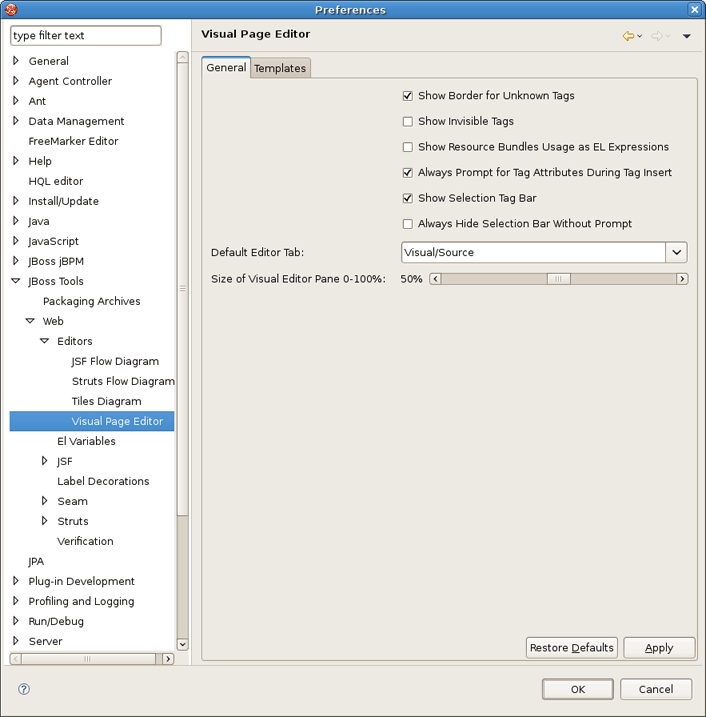 Preferences
type filter text
General
Agent Controller
Ant
Data Management
FreeMarker Editor
Help
HQL editor
Install/Update
Java
JavaScript
JBoss jBPM
JBoss Tools
Packaging Archives
Web
Editors
JSF Flow Diagram
Struts Flow Diagram
Tiles Diagram
Visual Page Editor
El Variables
JSF
Label Decorations
Seam
Struts
Verification
JPA
Plug-in Development
Profiling and Logging
Run/Debug
Server
Visual Page Editor
General Templates
Show Border for Unknown Tags
Show Invisible Tags
Show Resource Bundles Usage as EL Expressions
Always Prompt for Tag Attributes During Tag Insert
Show Selection Tag Bar
Always Hide Selection Bar Without Prompt
Default Editor Tab: Visual/Source
Size of Visual Editor Pane 0-100%: 50%
Restore Defaults Apply
OK Cancel